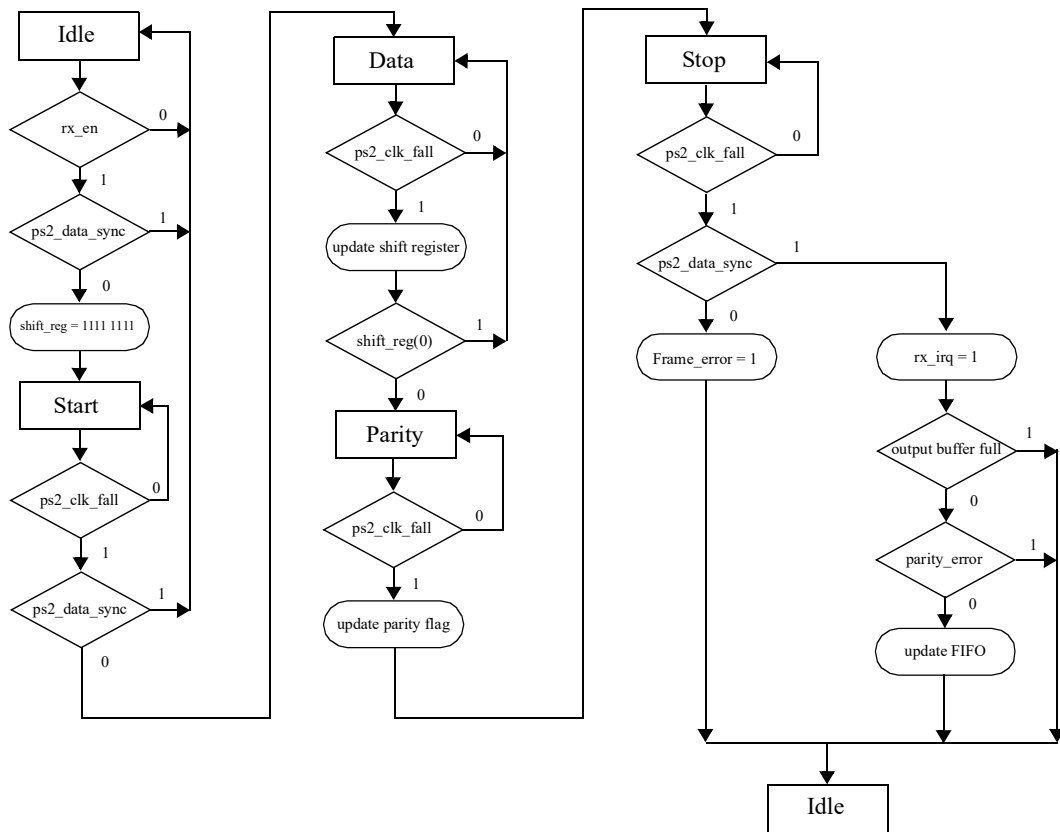 Idle
rx_en
0
1
ps2_data_sync
1
0
shift_reg = 1111 1111
Start
ps2_clk_fall
0
1
ps2_data_sync
1
0
Data
ps2_clk_fall
0
1
update shift register
shift_reg(0)
1
0
Parity
ps2_clk_fall
0
1
update parity flag
Stop
ps2_clk_fall
0
1
ps2_data_sync
1
0
Frame_error = 1
rx_irq = 1
output buffer full
1
0
parity_error
1
0
update FIFO
Idle